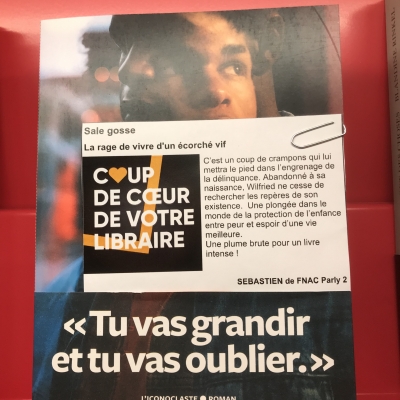 Sale gosse
La rage de vivre d'un écorché vif
C♥UP
DE CŒUR
DE VOTRE
LIBRAIRE
C'est un coup de crampons qui lui
mettra le pied dans l'engrenage de
la délinquance. Abandonné à sa
naissance, Wilfried ne cesse de
rechercher les repères de son
existence. Une plongée dans le
monde de la protection de l'enfance
entre peur et espoir d'une vie
meilleure.
Une plume brute pour un livre
intense !
SEBASTIEN de FNAC Parly 2
« Tu vas grandir
et tu vas oublier. »
L'ICONOCLASTE ● ROMAN